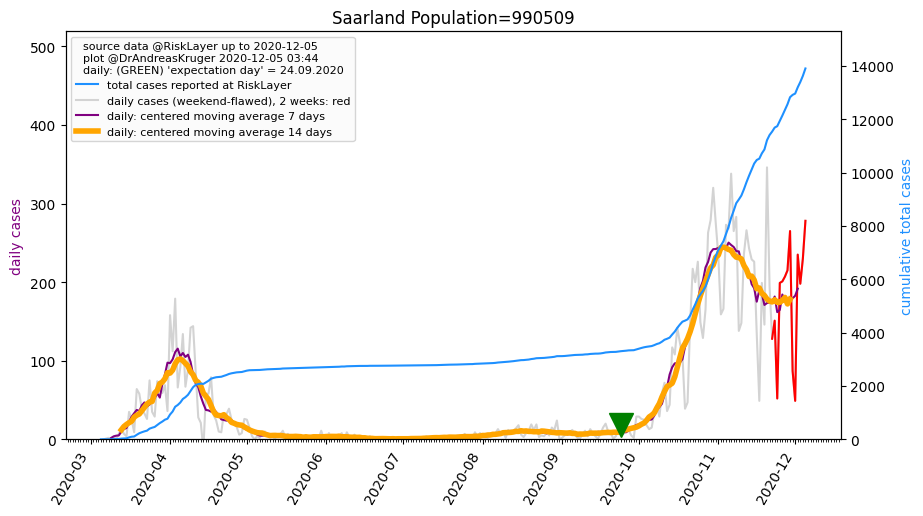 Saarland Population=990509
source data @RiskLayer up to 2020-12-05
plot @DrAndreasKruger 2020-12-05 03:44
daily: (GREEN) 'expectation day' = 24.09.2020
total cases reported at RiskLayer
daily cases (weekend-flawed), 2 weeks: red
daily: centered moving average 7 days
daily: centered moving average 14 days
daily cases
500
400
300
200
100
0
cumulative total cases
14000
12000
10000
8000
6000
4000
2000
0
2020-03
2020-04
2020-05
2020-06
2020-07
2020-08
2020-09
2020-10
2020-11
2020-12